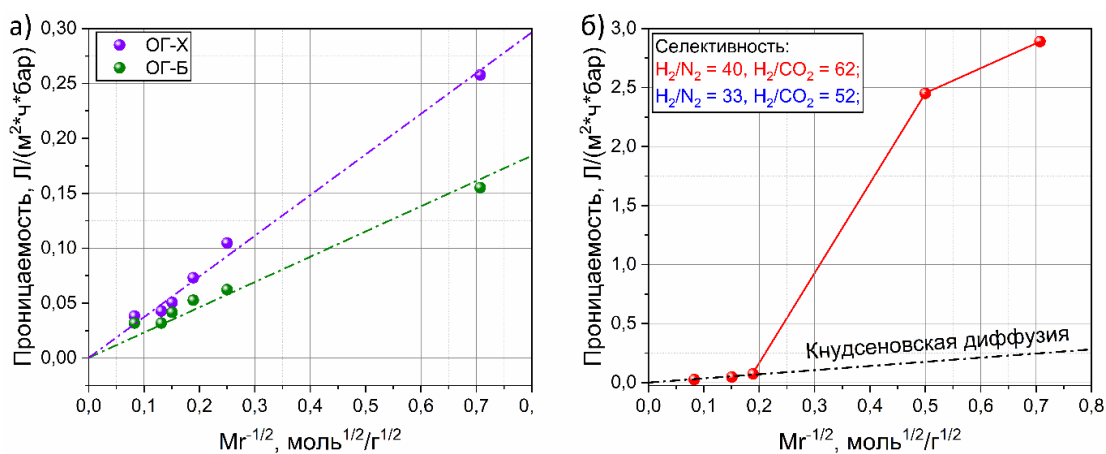 а)
0,30
0,25
0,20
0,15
0,10
0,05
0,00
Проницаемость, Л/(м²*ч*бар)
ОГ-Х
ОГ-Б
0,0 0,1 0,2 0,3 0,4 0,5 0,6 0,7 0,
Mr⁻¹/², моль¹/²/г¹/²
б)
3,0
2,5
2,0
1,5
1,0
0,5
0,0
Проницаемость, Л/(м²*ч*бар)
Селективность:
H₂/N₂ = 40, H₂/CO₂ = 62;
H₂/N₂ = 33, H₂/CO₂ = 52;
Кнудсеновская диффузия
0,0 0,1 0,2 0,3 0,4 0,5 0,6 0,7 0,8
Mr⁻¹/², моль¹/²/г¹/²